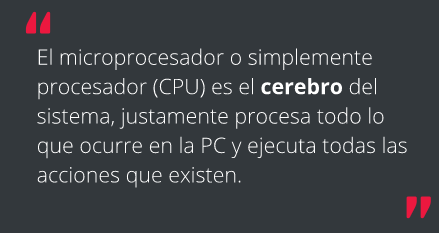 “
El microprocesador o simplemente
procesador (CPU) es el cerebro del
sistema, justamente procesa todo lo
que ocurre en la PC y ejecuta todas las
acciones que existen.
”